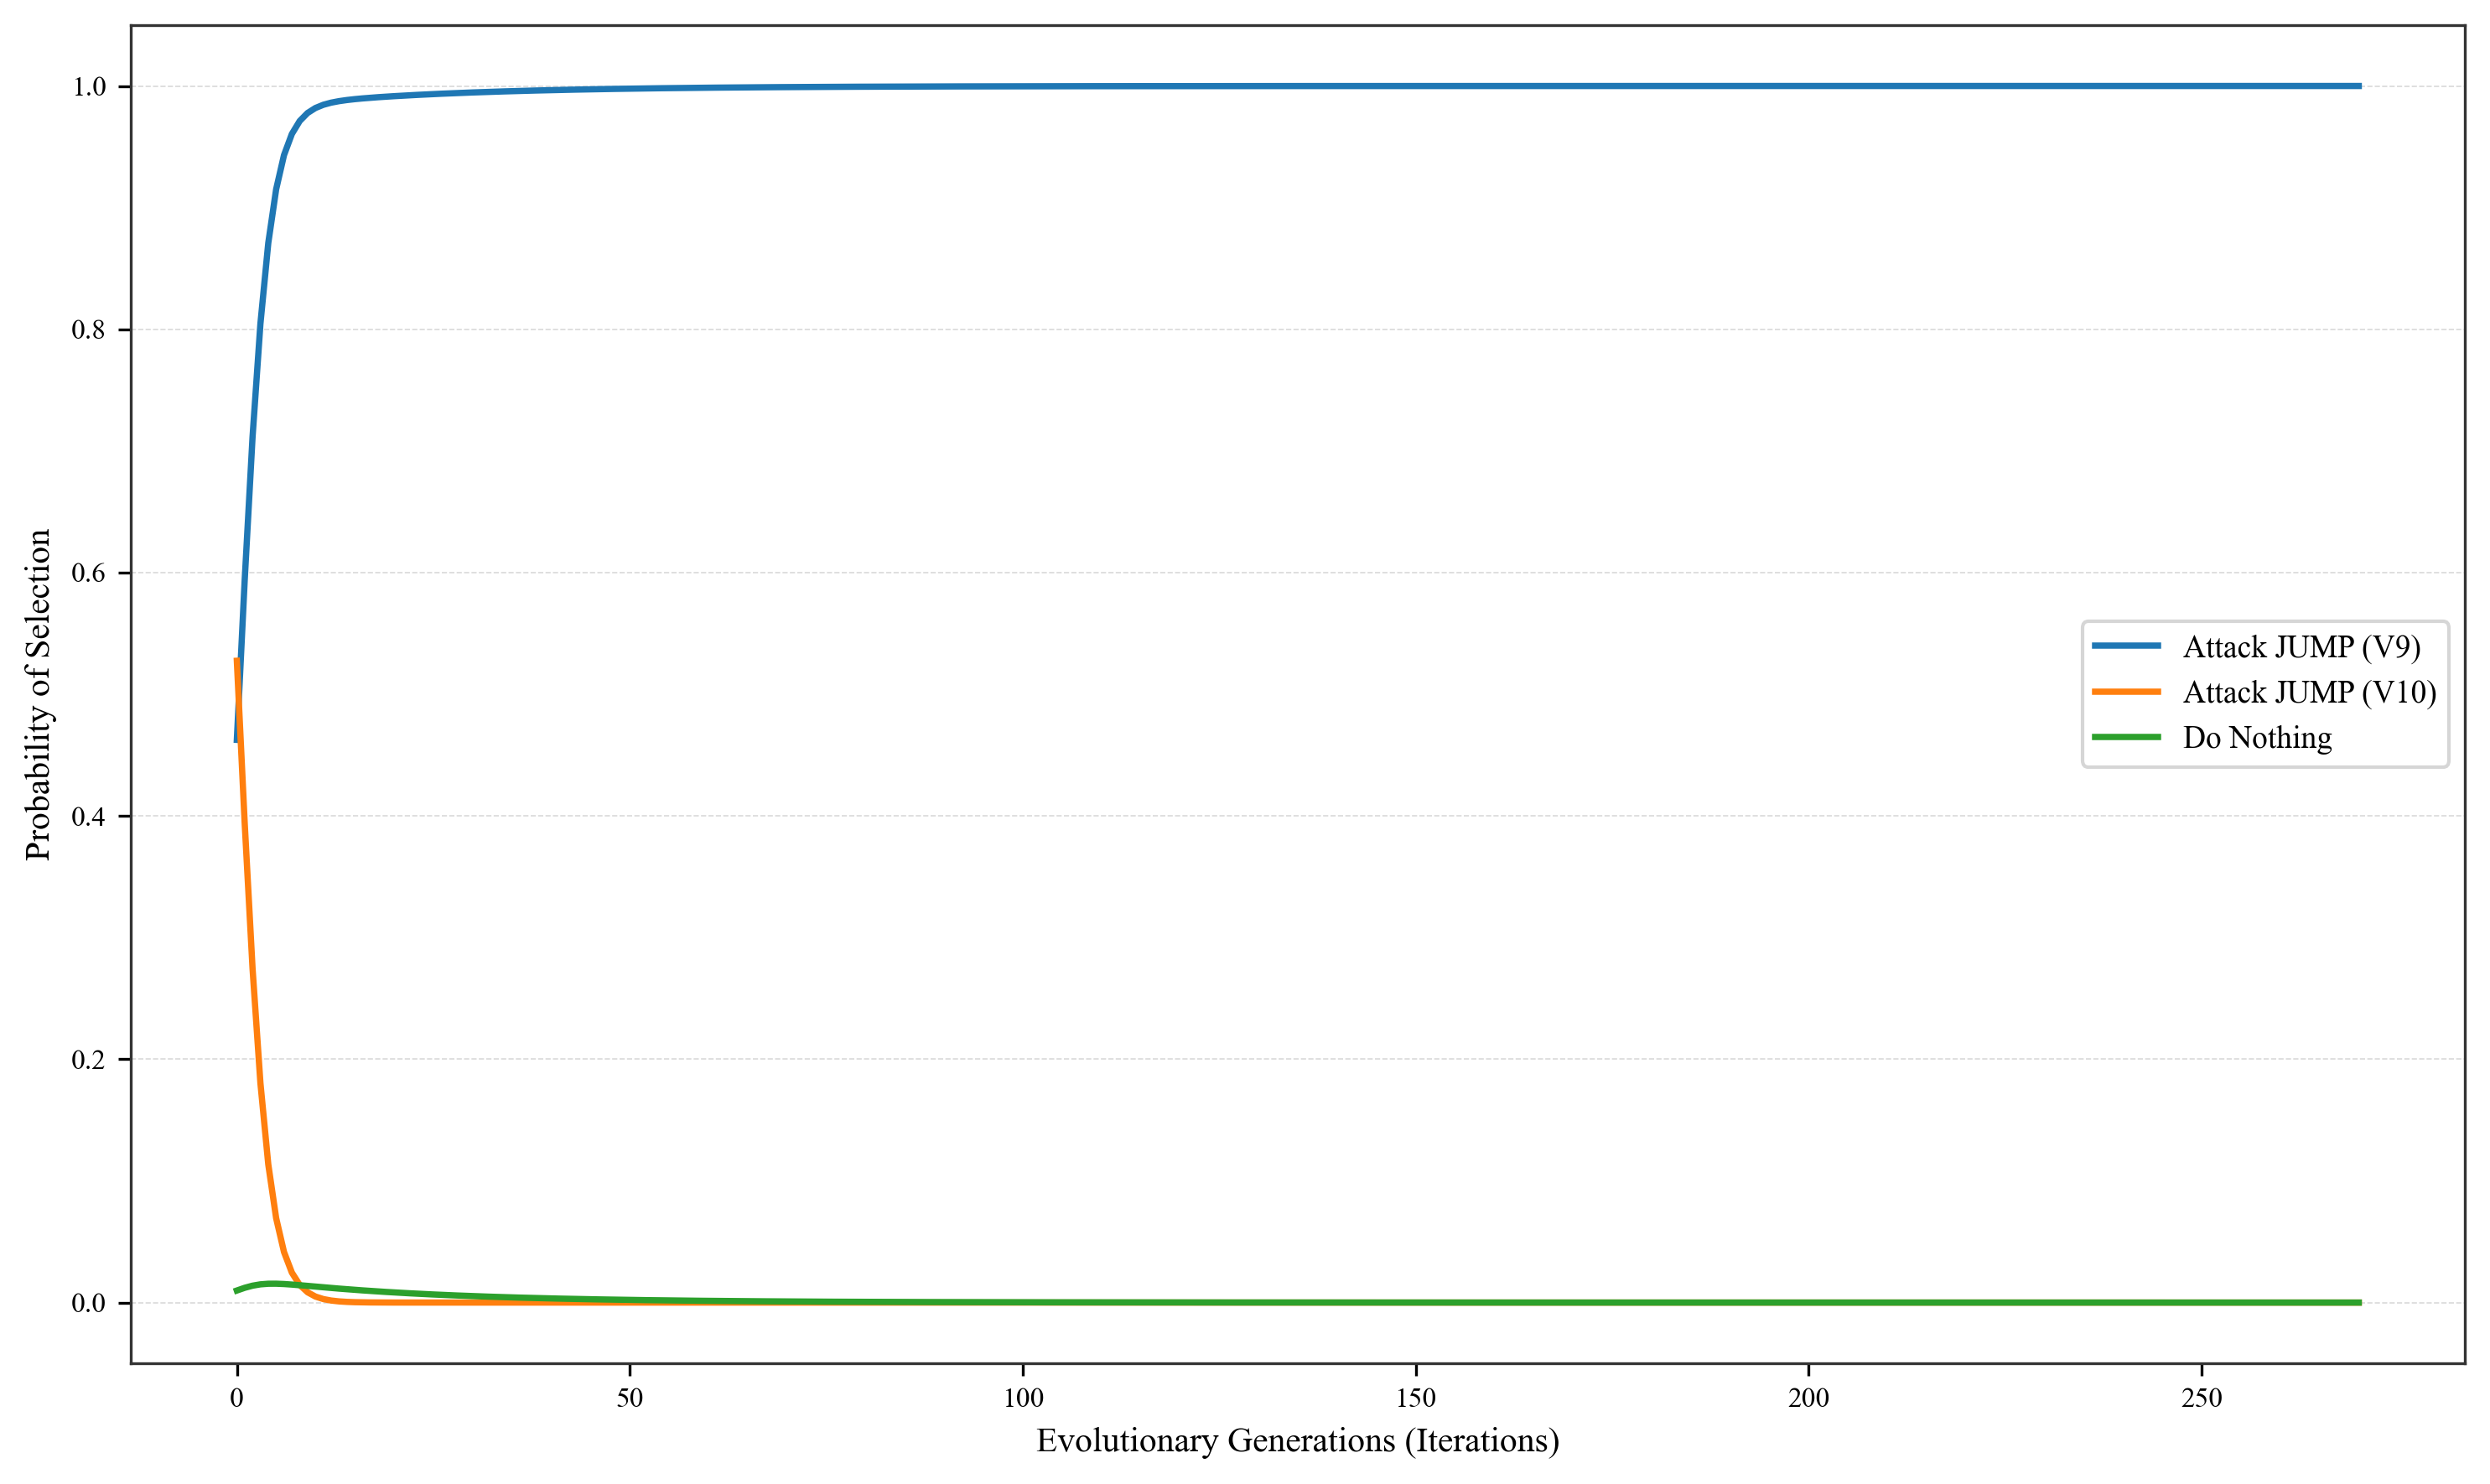 Probability of Selection
1.0
0.8
0.6
0.4
0.2
0.0
Attack JUMP (V9)
Attack JUMP (V10)
Do Nothing
0 50 100 150 200 250
Evolutionary Generations (Iterations)